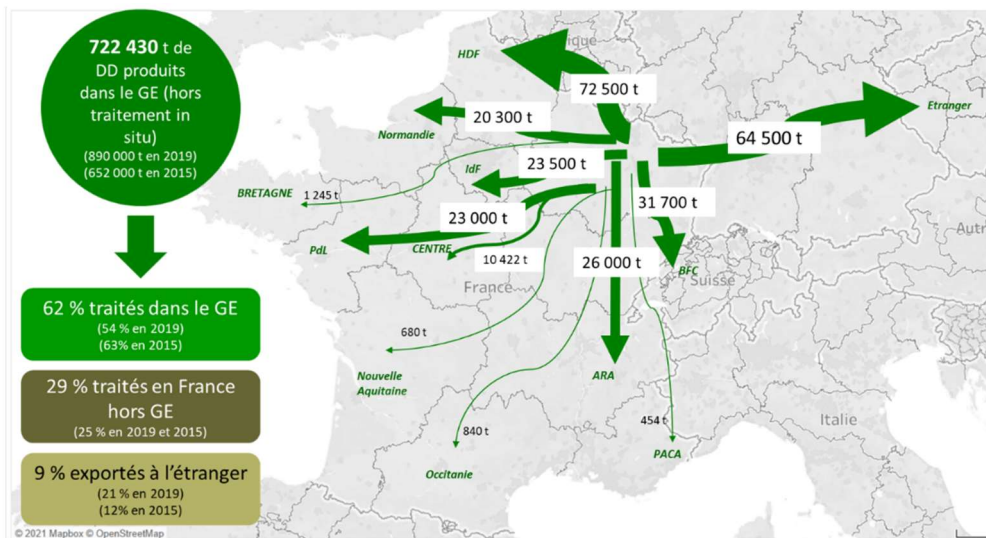 722 430 t de
DD produits
dans le GE (hors
traitement in
situ)
(890 000 t en 2019)
(652 000 t en 2015)
62 % traités dans le GE
(54 % en 2019)
(63% en 2015)
29 % traités en France
hors GE
(25 % en 2019 et 2015)
9 % exportés à l'étranger
(21 % en 2019)
(12% en 2015)
HDF
72 500 t
20 300 t
Normandie
64 500 t
Etranger
IdF
23 500 t
BRETAGNE
1 245 t
31 700 t
23 000 t
PdL
CENTRE
10 422 t
26 000 t
BFC
Suisse
France
Autri
680 t
Nouvelle
Aquitaine
ARA
Italie
840 t
454 t
Occitanie
PACA
© 2021 Mapbox © OpenStreetMap